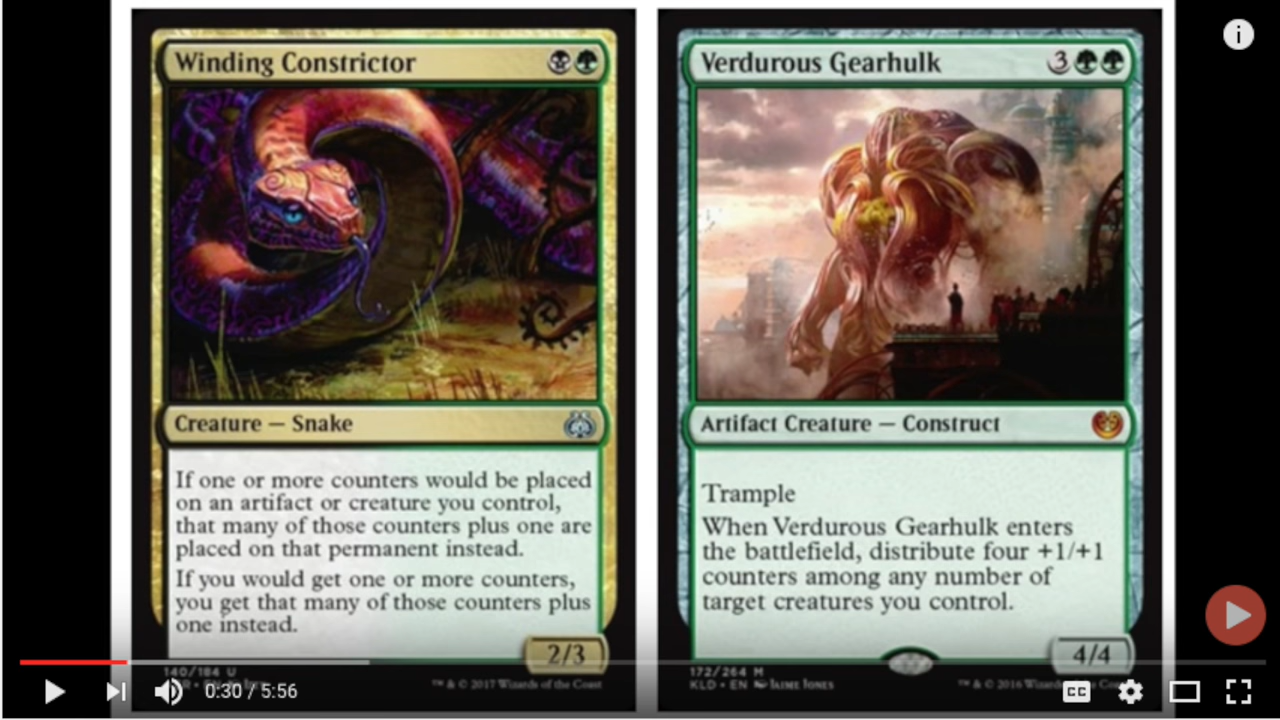 Winding Constrictor
Creature — Snake
If one or more counters would be placed
on an artifact or creature you control,
that many of those counters plus one are
placed on that permanent instead.
If you would get one or more counters,
you get that many of those counters plus
one instead.
2/3
140/184 U
™ & © 2017 Wizards of the Coast
Verdurous Gearhulk
3
Artifact Creature — Construct
Trample
When Verdurous Gearhulk enters
the battlefield, distribute four +1/+1
counters among any number of
target creatures you control.
4/4
172/264 M
KLD • EN Jaime Jones
™ & © 2016 Wizards of the
0:30 / 5:56
CC